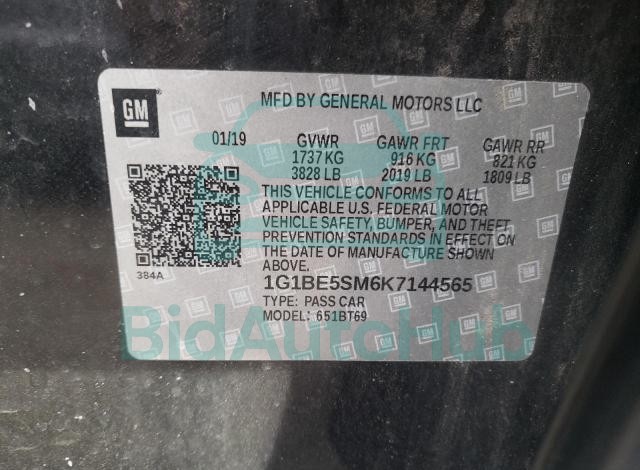 GM
MFD BY GENERAL MOTORS LLC
01/19 GVWR GAWR FRT GAWR RR
1737 KG 916 KG 821 KG
3828 LB 2019 LB 1809 LB
THIS VEHICLE CONFORMS TO ALL
APPLICABLE U.S. FEDERAL MOTOR
VEHICLE SAFETY, BUMPER, AND THEFT
PREVENTION STANDARDS IN EFFECT ON
THE DATE OF MANUFACTURE SHOWN
ABOVE.
384A
1G1BE5SM6K7144565
TYPE: PASS CAR
MODEL: 651BT69
BidAutoHub